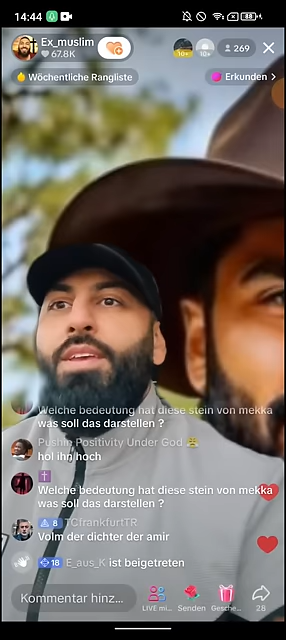 14:44
88%
Ex_muslim
67.8K
10+
10+
269
Wöchentliche Rangliste
Erkunden >
Welche bedeutung hat diese stein von mekka
was soll das darstellen ?
Pushin Positivity Under God
hol ihn hoch
Welche bedeutung hat diese stein von mekka
was soll das darstellen ?
8 TCfrankfurtTR
Volm der dichter der amir
18 E_aus_K ist beigetreten
Kommentar hinz...
LIVE mi...
Senden
Gesche...
28